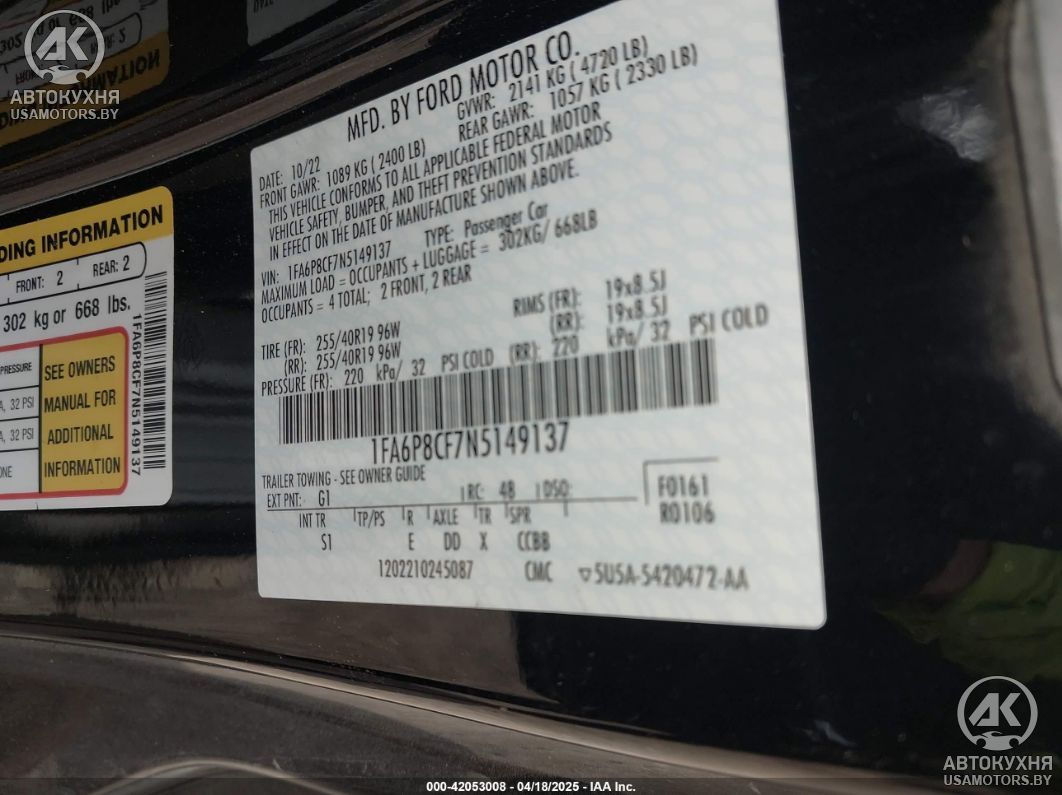 АВТОКУХНЯ
USAMOTORS.BY
DING INFORMATION
FRONT: 2
REAR: 2
302 kg or 668 lbs.
PRESSURE
A, 32 PSI
A, 32 PSI
ONE
SEE OWNERS
MANUAL FOR
ADDITIONAL
INFORMATION
1FA6P8CF7N5149137
MFD. BY FORD MOTOR CO.
DATE: 10/22 GVWR: 2141 KG ( 4720 LB)
FRONT GAWR: 1089 KG ( 2400 LB) REAR GAWR: 1057 KG ( 2330 LB)
THIS VEHICLE CONFORMS TO ALL APPLICABLE FEDERAL MOTOR
VEHICLE SAFETY, BUMPER, AND THEFT PREVENTION STANDARDS
IN EFFECT ON THE DATE OF MANUFACTURE SHOWN ABOVE.
VIN: 1FA6P8CF7N5149137 TYPE: Passenger Car
MAXIMUM LOAD = OCCUPANTS + LUGGAGE = 302KG/ 668LB
OCCUPANTS = 4 TOTAL; 2 FRONT, 2 REAR
TIRE (FR): 255/40R19 96W RIMS (FR): 19x8.5J
(RR): 255/40R19 96W (RR): 19x8.5J
PRESSURE (FR): 220 kPa/ 32 PSI COLD (RR): 220 kPa/ 32 PSI COLD
1FA6P8CF7N5149137
TRAILER TOWING - SEE OWNER GUIDE
EXT PNT: G1 RC: 48 DSO: F0161
R0106
INT TR TP/PS R AXLE TR SPR
S1 E DD X CCBB
1202210245087 CMC ▽5U5A-5420472-AA
АВТОКУХНЯ
USAMOTORS.BY
000-42053008 - 04/18/2025 - IAA Inc.